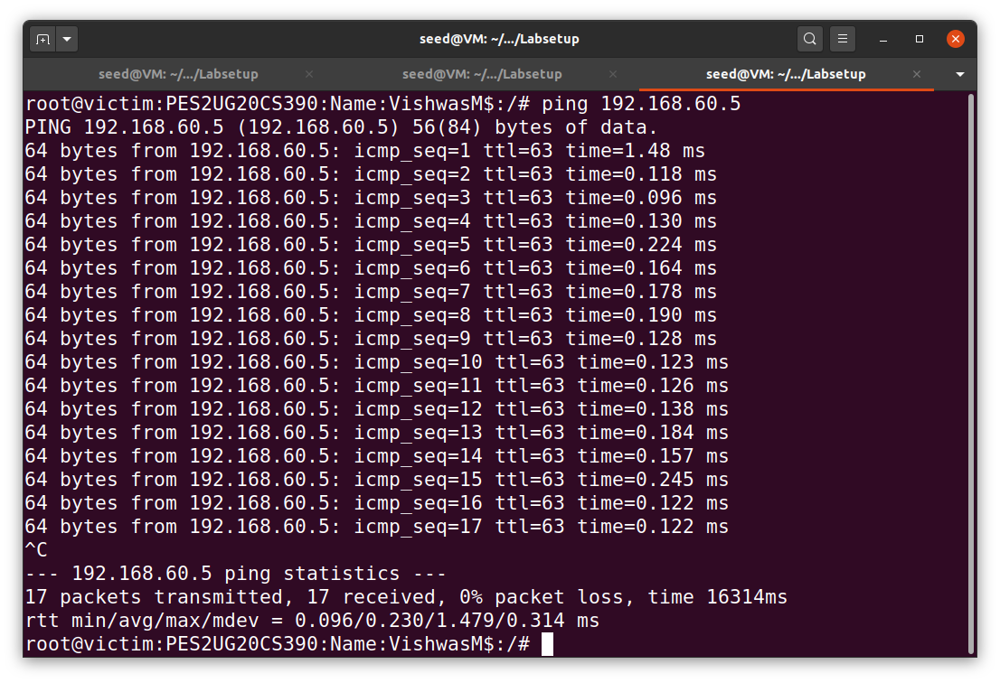 seed@VM: ~/.../Labsetup
seed@VM: ~/.../Labsetup seed@VM: ~/.../Labsetup seed@VM: ~/.../Labsetup
root@victim:PES2UG20CS390:Name:VishwasM$:/# ping 192.168.60.5
PING 192.168.60.5 (192.168.60.5) 56(84) bytes of data.
64 bytes from 192.168.60.5: icmp_seq=1 ttl=63 time=1.48 ms
64 bytes from 192.168.60.5: icmp_seq=2 ttl=63 time=0.118 ms
64 bytes from 192.168.60.5: icmp_seq=3 ttl=63 time=0.096 ms
64 bytes from 192.168.60.5: icmp_seq=4 ttl=63 time=0.130 ms
64 bytes from 192.168.60.5: icmp_seq=5 ttl=63 time=0.224 ms
64 bytes from 192.168.60.5: icmp_seq=6 ttl=63 time=0.164 ms
64 bytes from 192.168.60.5: icmp_seq=7 ttl=63 time=0.178 ms
64 bytes from 192.168.60.5: icmp_seq=8 ttl=63 time=0.190 ms
64 bytes from 192.168.60.5: icmp_seq=9 ttl=63 time=0.128 ms
64 bytes from 192.168.60.5: icmp_seq=10 ttl=63 time=0.123 ms
64 bytes from 192.168.60.5: icmp_seq=11 ttl=63 time=0.126 ms
64 bytes from 192.168.60.5: icmp_seq=12 ttl=63 time=0.138 ms
64 bytes from 192.168.60.5: icmp_seq=13 ttl=63 time=0.184 ms
64 bytes from 192.168.60.5: icmp_seq=14 ttl=63 time=0.157 ms
64 bytes from 192.168.60.5: icmp_seq=15 ttl=63 time=0.245 ms
64 bytes from 192.168.60.5: icmp_seq=16 ttl=63 time=0.122 ms
64 bytes from 192.168.60.5: icmp_seq=17 ttl=63 time=0.122 ms
^C
--- 192.168.60.5 ping statistics ---
17 packets transmitted, 17 received, 0% packet loss, time 16314ms
rtt min/avg/max/mdev = 0.096/0.230/1.479/0.314 ms
root@victim:PES2UG20CS390:Name:VishwasM$:/#